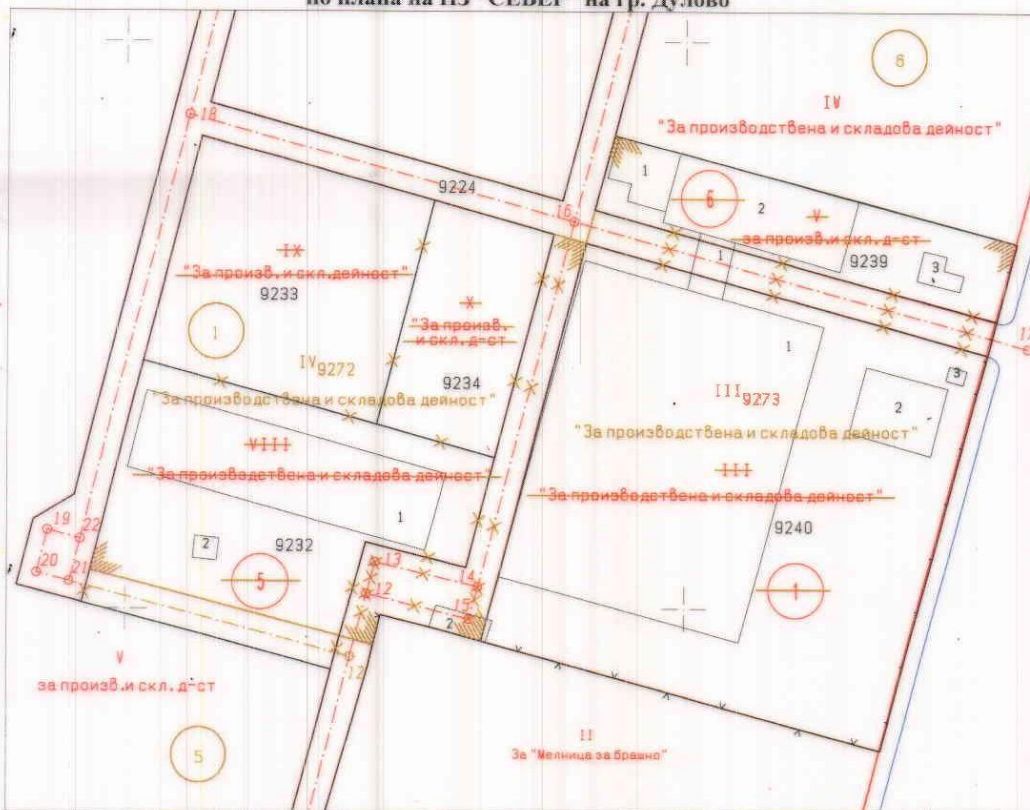 по плана на ПЗ "СЕВЕР" на гр. Дулово
6
IV
"За производствена и складова дейност"
18
9224
16
1
6
2
V
за произв. и скл. д-ст
9239
3
1
IX
"За произв. и скл. дейност"
9233
X
"За произв.
и скл. д-ст
9234
1
IV 9272
"За производствена и складова дейност"
17
1
3
2
III 9273
"За производствена и складова дейност"
III
"За производствена и складова дейност"
9240
VIII
"За производствена и складова дейност"
1
2
9232
5
19
22
20
21
13
14
12
15
2
1
12
V
за произв. и скл. д-ст
5
II
За "Мелница за брашно"